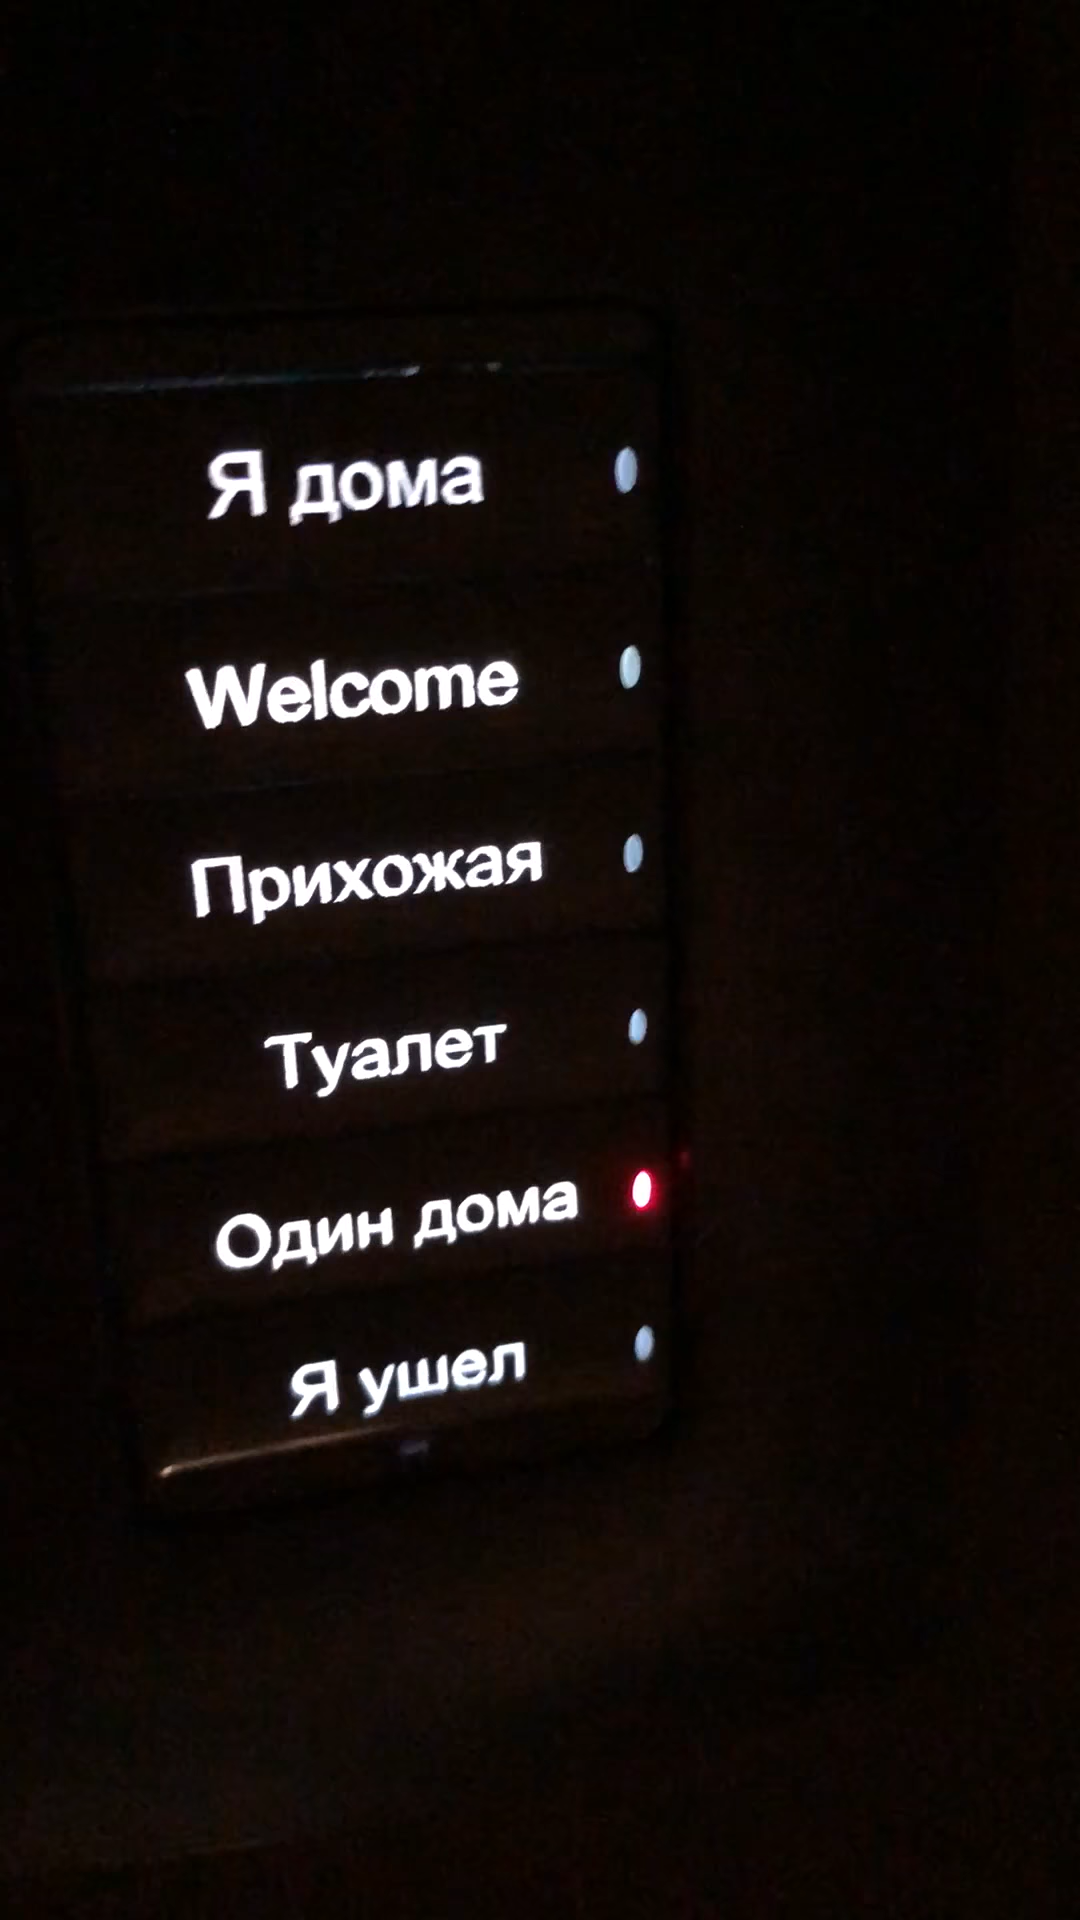 Я дома
Welcome
Прихожая
Туалет
Один дома
Я ушел